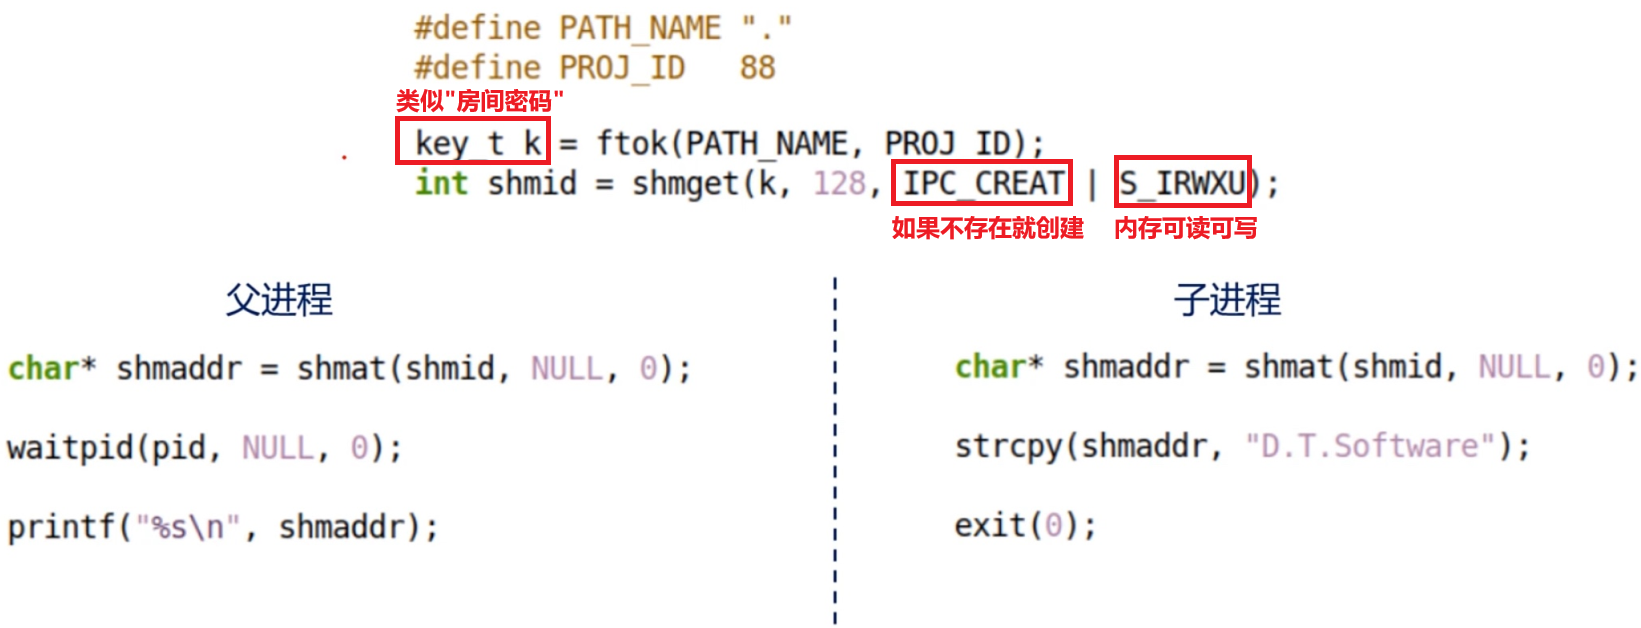 #define PATH_NAME "."
#define PROJ_ID 88
类似"房间密码"
key_t k = ftok(PATH_NAME, PROJ_ID);
int shmid = shmget(k, 128, IPC_CREAT | S_IRWXU);
如果不存在就创建 内存可读可写
父进程
char* shmaddr = shmat(shmid, NULL, 0);
waitpid(pid, NULL, 0);
printf("%s\n", shmaddr);
子进程
char* shmaddr = shmat(shmid, NULL, 0);
strcpy(shmaddr, "D.T.Software");
exit(0);